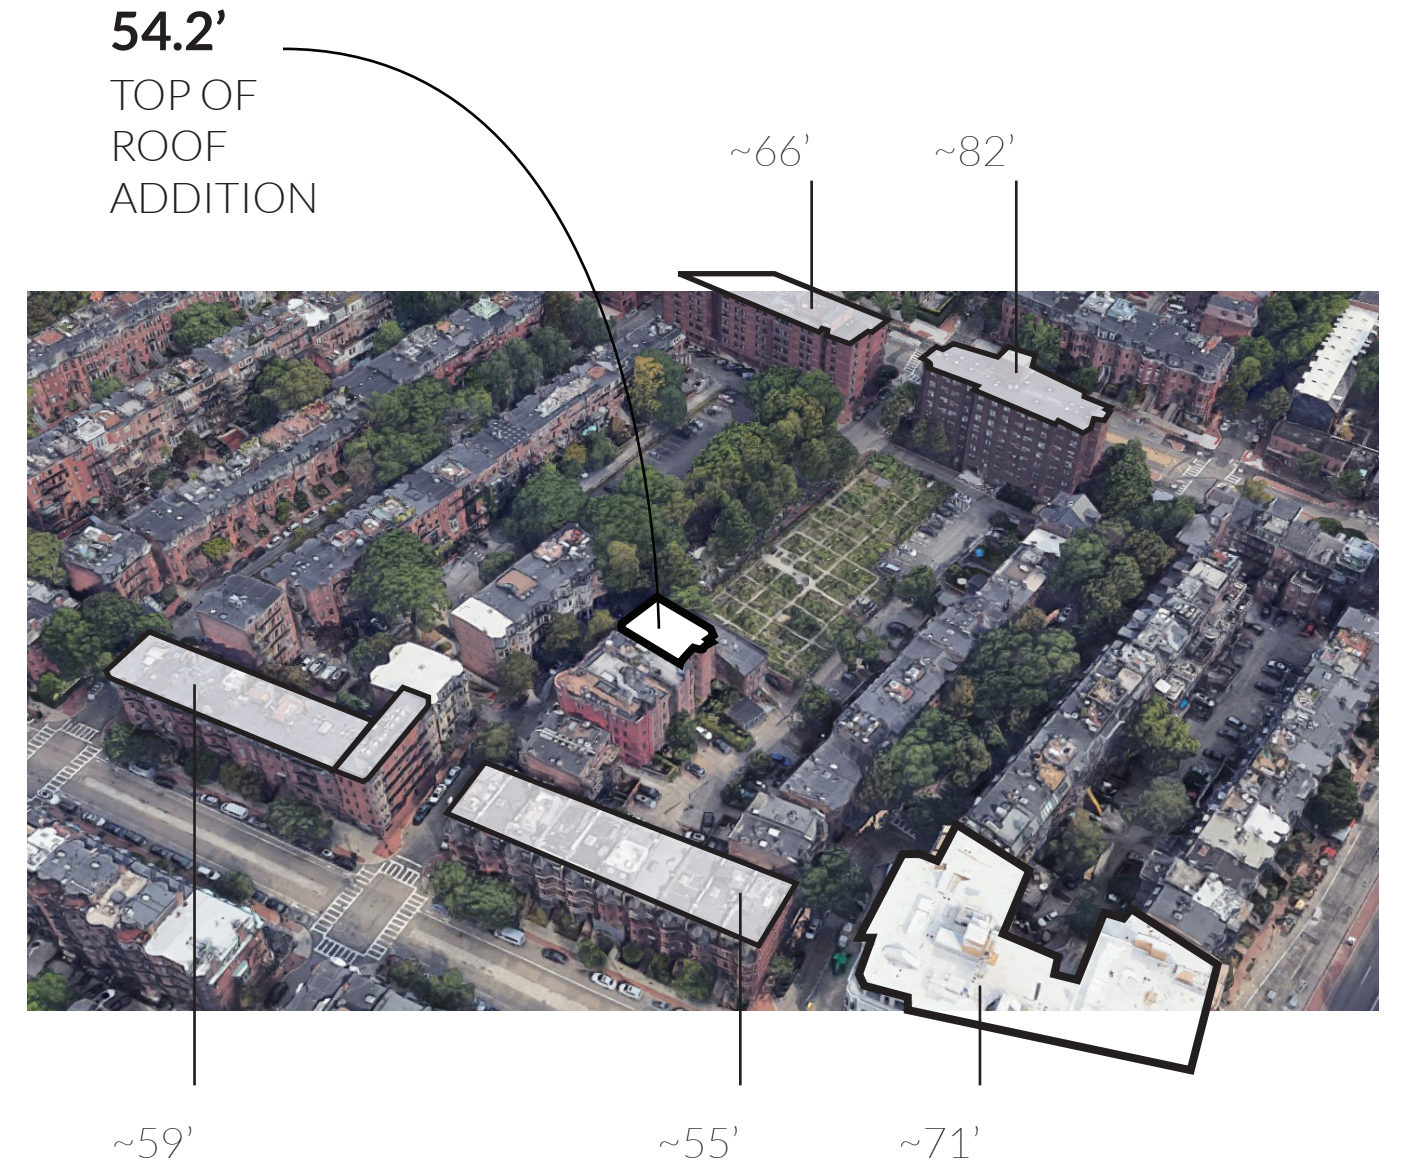 54.2’
TOP OF
ROOF
ADDITION
~66’
~82’
~59’
~55’
~71’